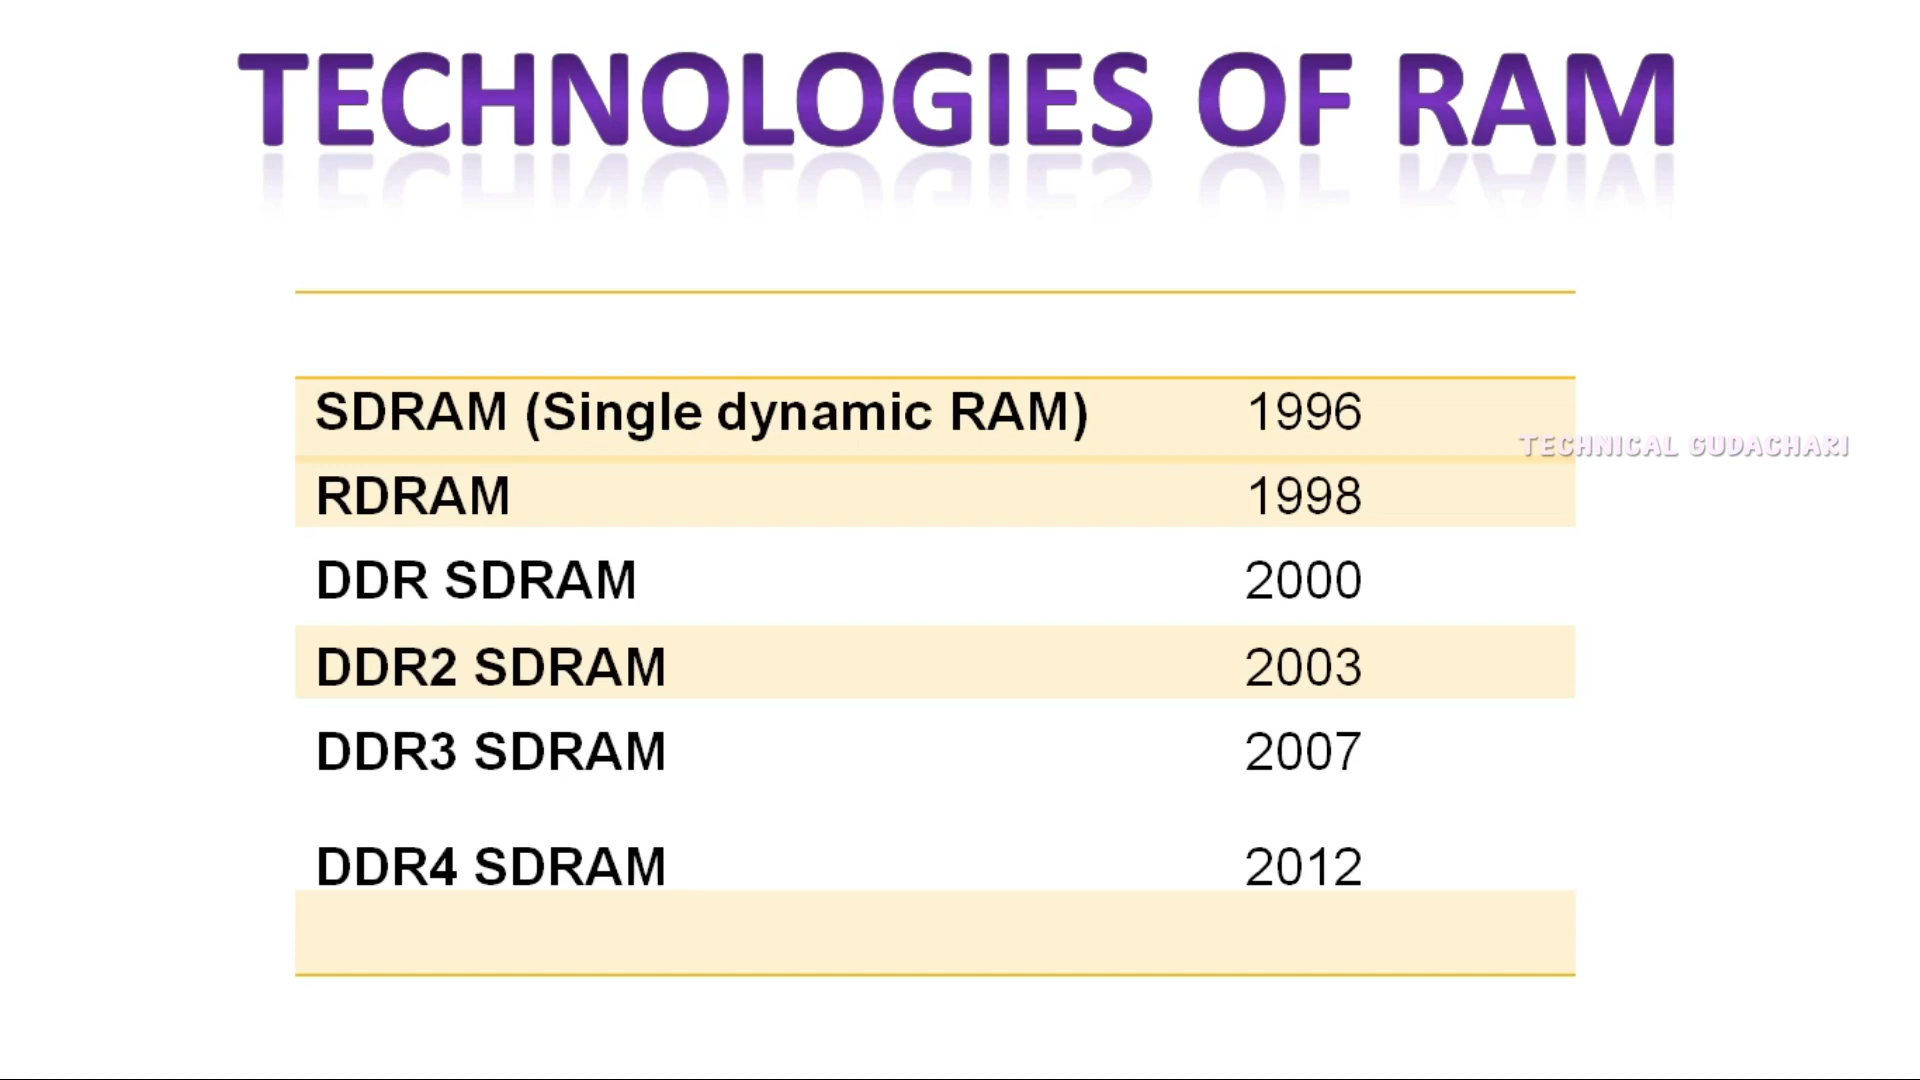 TECHNOLOGIES OF RAM
SDRAM (Single dynamic RAM) 1996
TECHNICAL GUDACHARI
RDRAM 1998
DDR SDRAM 2000
DDR2 SDRAM 2003
DDR3 SDRAM 2007
DDR4 SDRAM 2012